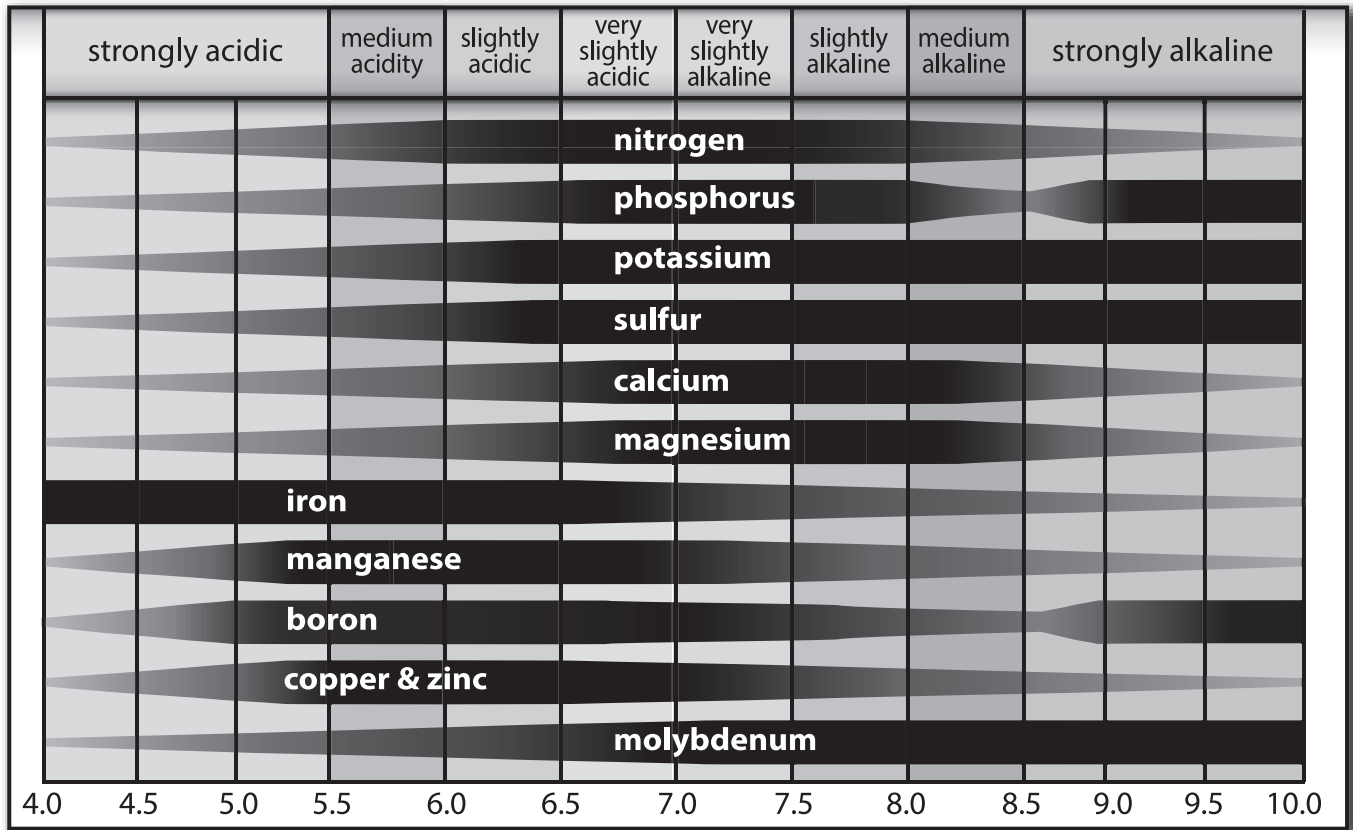 strongly acidic
medium
acidity
slightly
acidic
very
slightly
acidic
very
slightly
alkaline
slightly
alkaline
medium
alkaline
strongly alkaline
nitrogen
phosphorus
potassium
sulfur
calcium
magnesium
iron
manganese
boron
copper & zinc
molybdenum
4.0 4.5 5.0 5.5 6.0 6.5 7.0 7.5 8.0 8.5 9.0 9.5 10.0